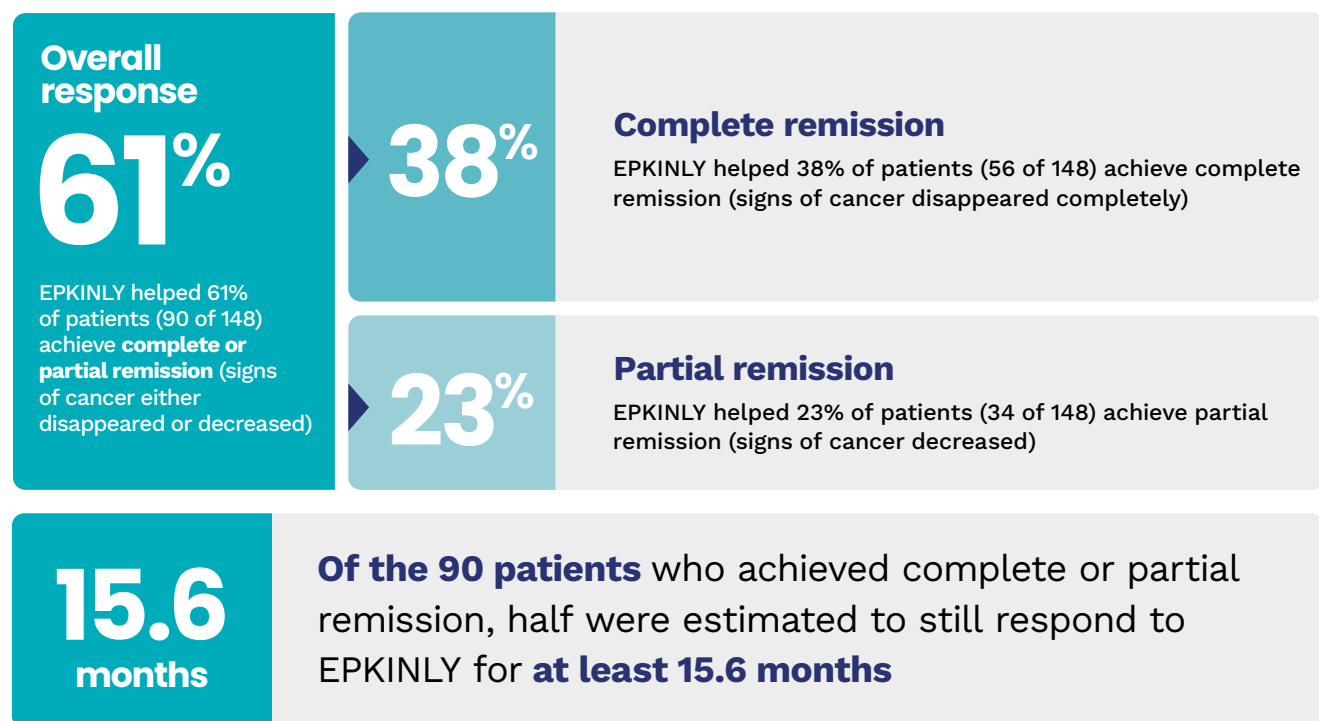 Overall
response
61%
EPKINLY helped 61%
of patients (90 of 148)
achieve complete or
partial remission (signs
of cancer either
disappeared or decreased)
38%
Complete remission
EPKINLY helped 38% of patients (56 of 148) achieve complete
remission (signs of cancer disappeared completely)
23%
Partial remission
EPKINLY helped 23% of patients (34 of 148) achieve partial
remission (signs of cancer decreased)
15.6
months
Of the 90 patients who achieved complete or partial
remission, half were estimated to still respond to
EPKINLY for at least 15.6 months